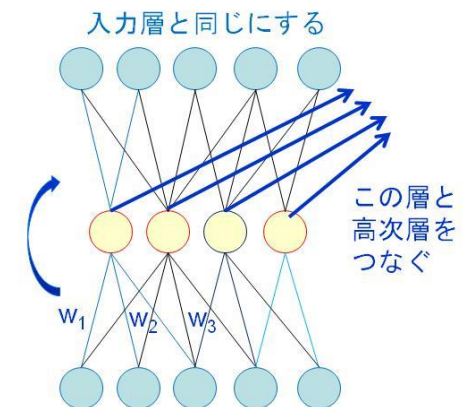 入力層と同じにする
この層と
高次層を
つなぐ
w₁ w₂ w₃